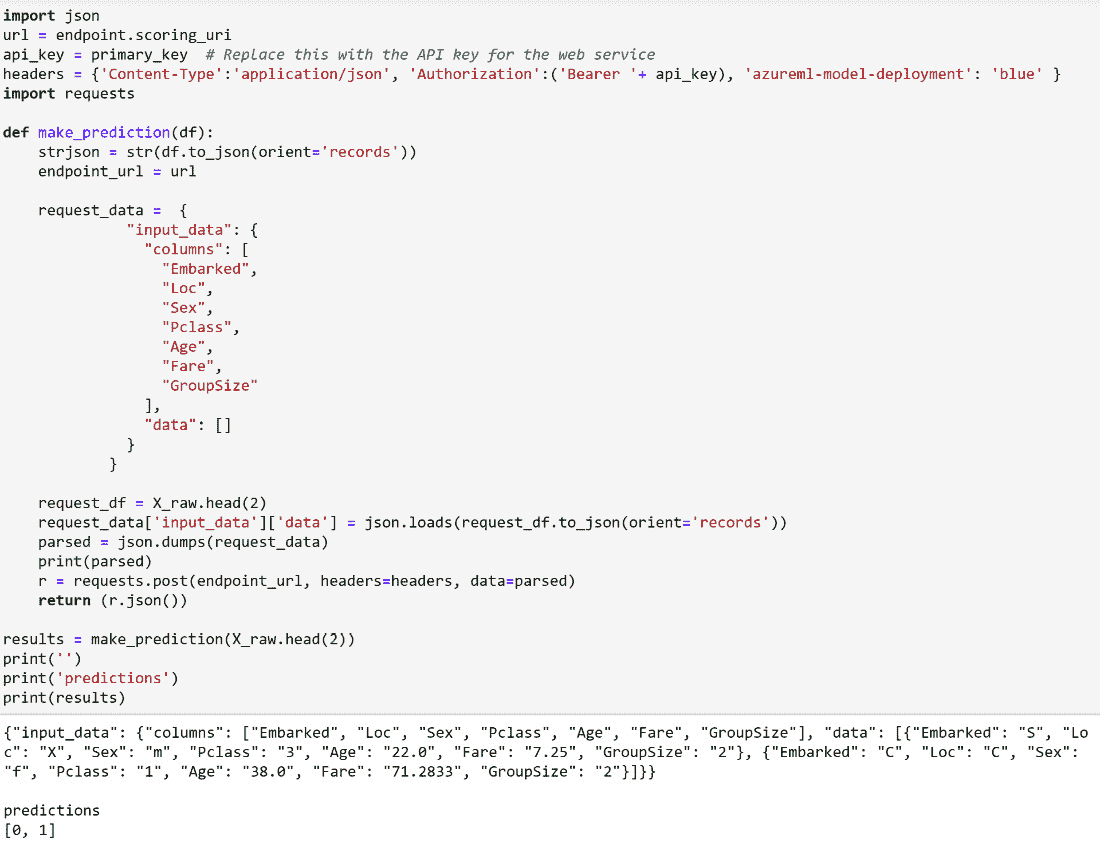 import json
url = endpoint.scoring_uri
api_key = primary_key  # Replace this with the API key for the web service
headers = {'Content-Type':'application/json', 'Authorization':('Bearer '+ api_key), 'azureml-model-deployment': 'blue' }
import requests

def make_prediction(df):
    strjson = str(df.to_json(orient='records'))
    endpoint_url = url

    request_data =  {
              "input_data": {
                "columns": [
                  "Embarked",
                  "Loc",
                  "Sex",
                  "Pclass",
                  "Age",
                  "Fare",
                  "GroupSize"
                ],
                "data": []
              }
            }

    request_df = X_raw.head(2)
    request_data['input_data']['data'] = json.loads(request_df.to_json(orient='records'))
    parsed = json.dumps(request_data)
    print(parsed)
    r = requests.post(endpoint_url, headers=headers, data=parsed)
    return (r.json())

results = make_prediction(X_raw.head(2))
print('')
print('predictions')
print(results)
{"input_data": {"columns": ["Embarked", "Loc", "Sex", "Pclass", "Age", "Fare", "GroupSize"], "data": [{"Embarked": "S", "Lo
c": "X", "Sex": "m", "Pclass": "3", "Age": "22.0", "Fare": "7.25", "GroupSize": "2"}, {"Embarked": "C", "Loc": "C", "Sex":
"f", "Pclass": "1", "Age": "38.0", "Fare": "71.2833", "GroupSize": "2"}]}}

predictions
[0, 1]